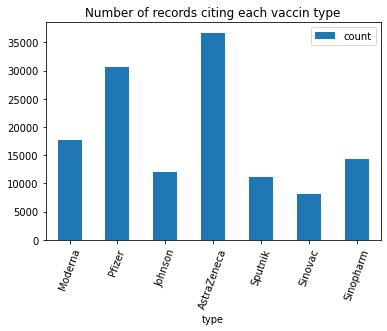 Number of records citing each vaccin type
count
35000
30000
25000
20000
15000
10000
5000
0
Moderna
Pfizer
Johnson
AstraZeneca
Sputnik
Sinovac
Sinopharm
type